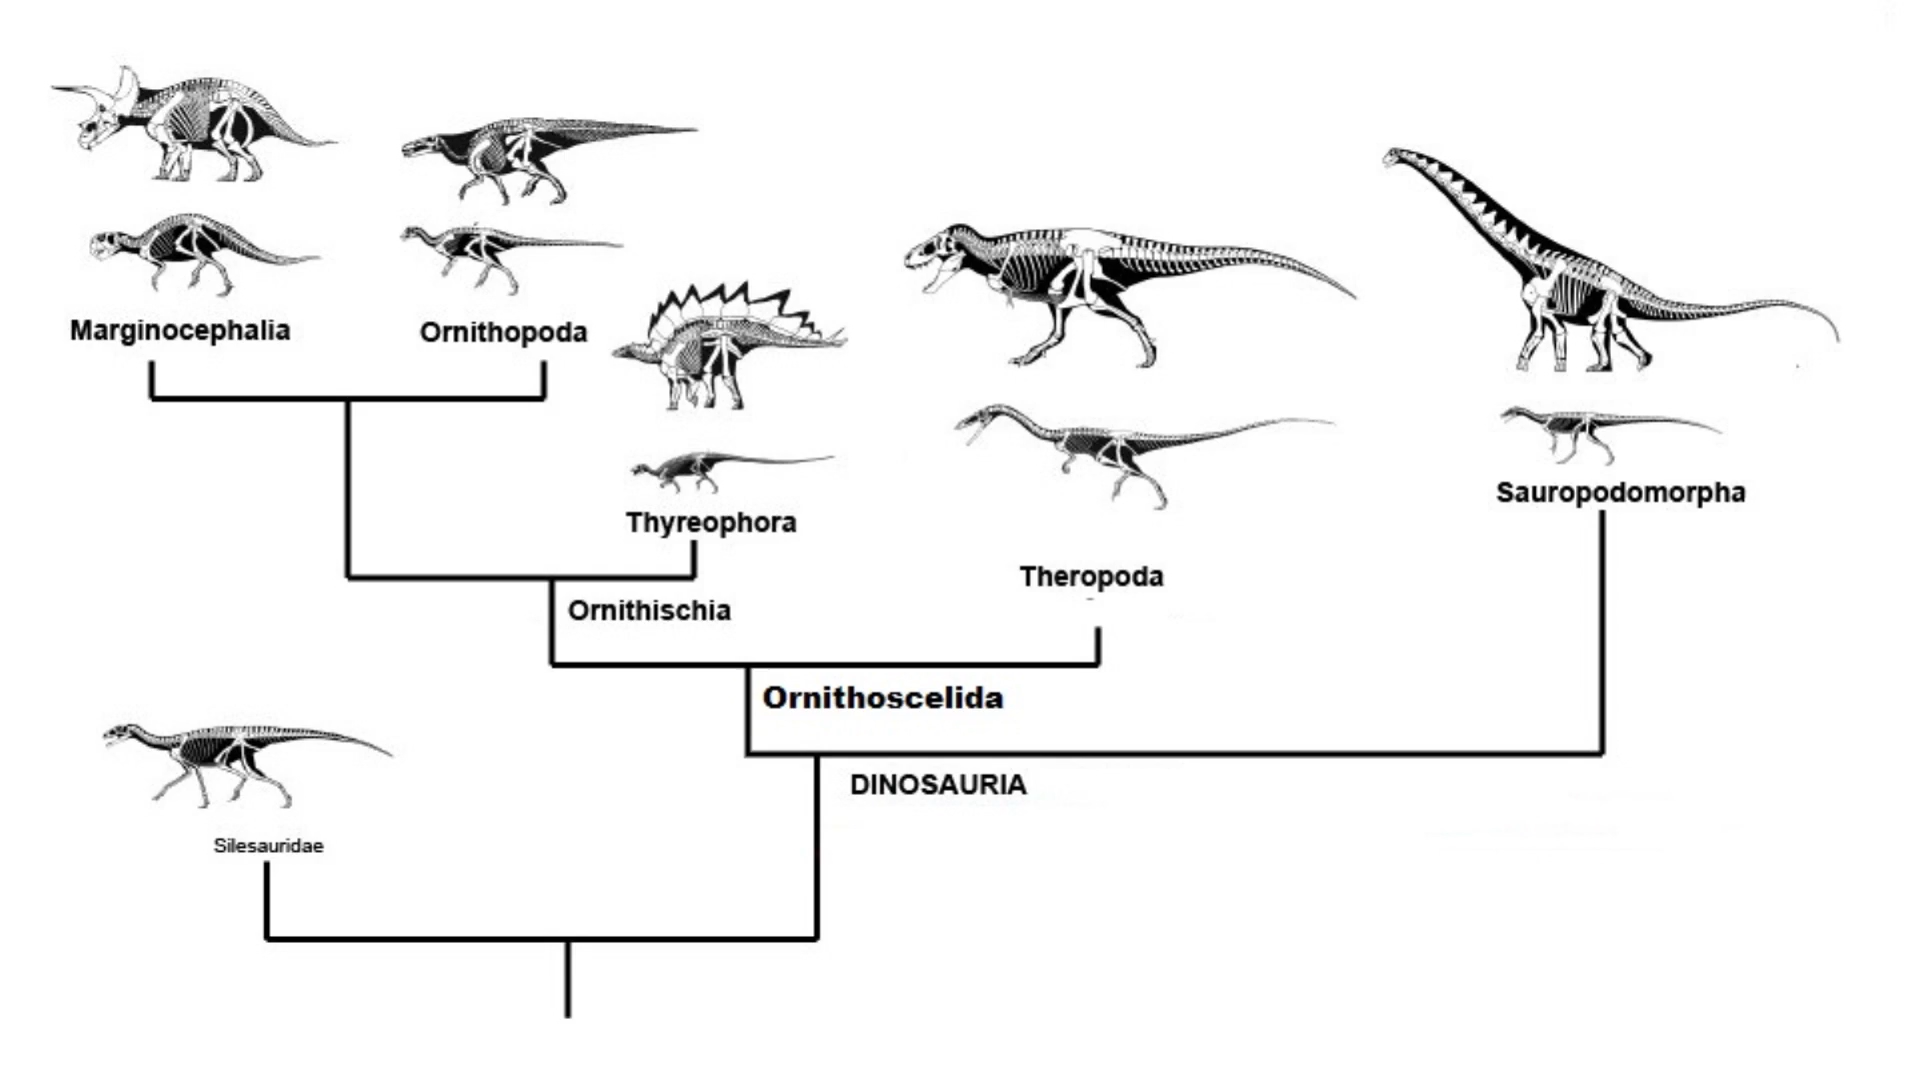 Marginocephalia
Ornithopoda
Thyreophora
Theropoda
Sauropodomorpha
Ornithischia
Ornithoscelida
DINOSAURIA
Silesauridae